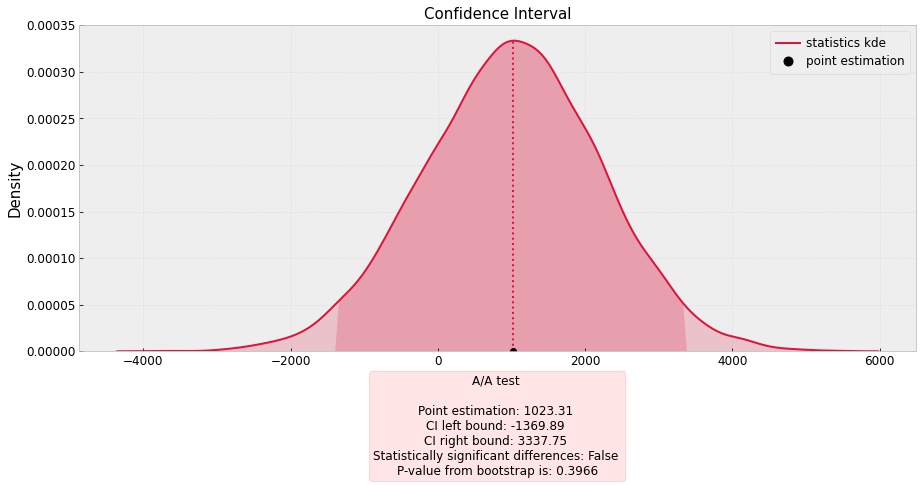 Confidence Interval
statistics kde
point estimation
Density
0.00035
0.00030
0.00025
0.00020
0.00015
0.00010
0.00005
0.00000
−4000
−2000
0
2000
4000
6000
A/A test
Point estimation: 1023.31
CI left bound: -1369.89
CI right bound: 3337.75
Statistically significant differences: False
P-value from bootstrap is: 0.3966